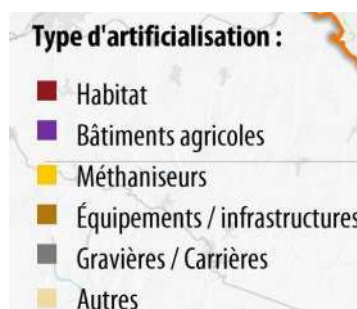 Type d'artificialisation :
Habitat
Bâtiments agricoles
Méthaniseurs
Équipements / infrastructures
Gravières / Carrières
Autres